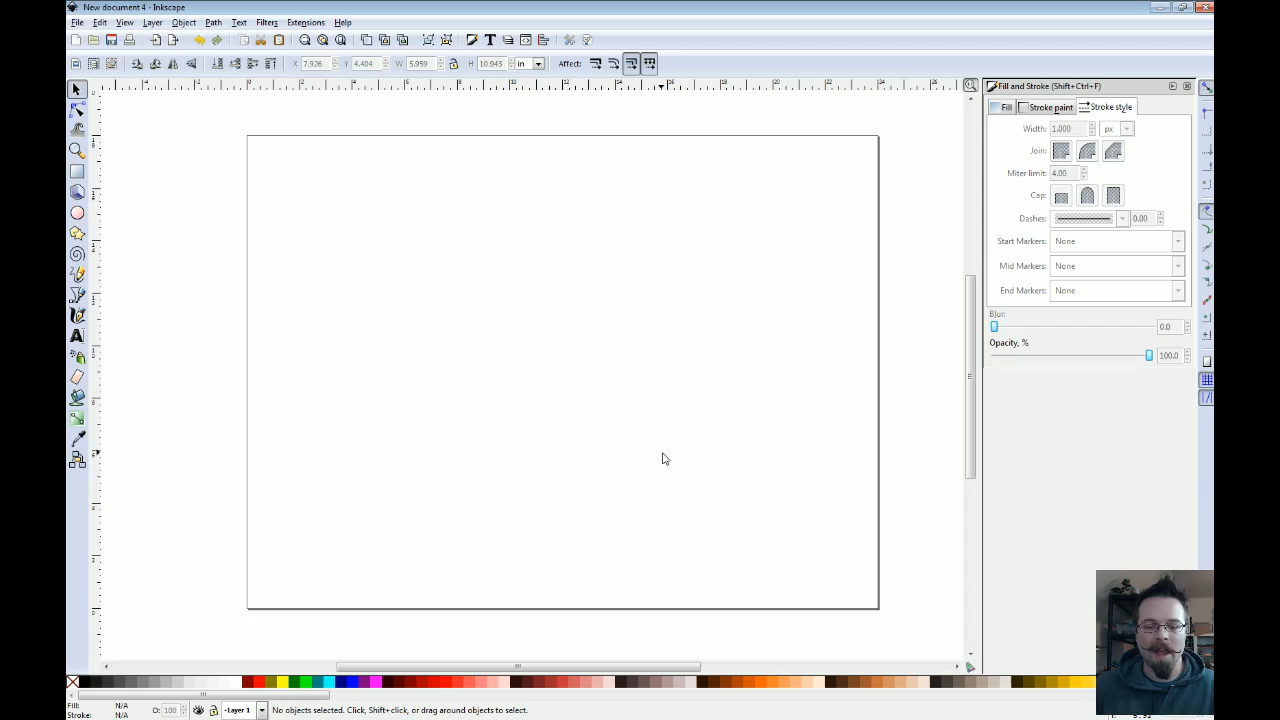 New document 4 - Inkscape
File Edit View Layer Object Path Text Filters Extensions Help
X 7.926 Y 4.404 W 5.959 H 10.943 in Affect:
Fill and Stroke (Shift+Ctrl+F)
Fill Stroke paint Stroke style
Width: 1.000 px
Join:
Miter limit: 4.00
Cap:
Dashes: 0.00
Start Markers: None
Mid Markers: None
End Markers: None
Blur:
0.0
Opacity, %
100.0
Fill: N/A
Stroke: N/A
O: 100
Layer 1
No objects selected. Click, Shift+click, or drag around objects to select.